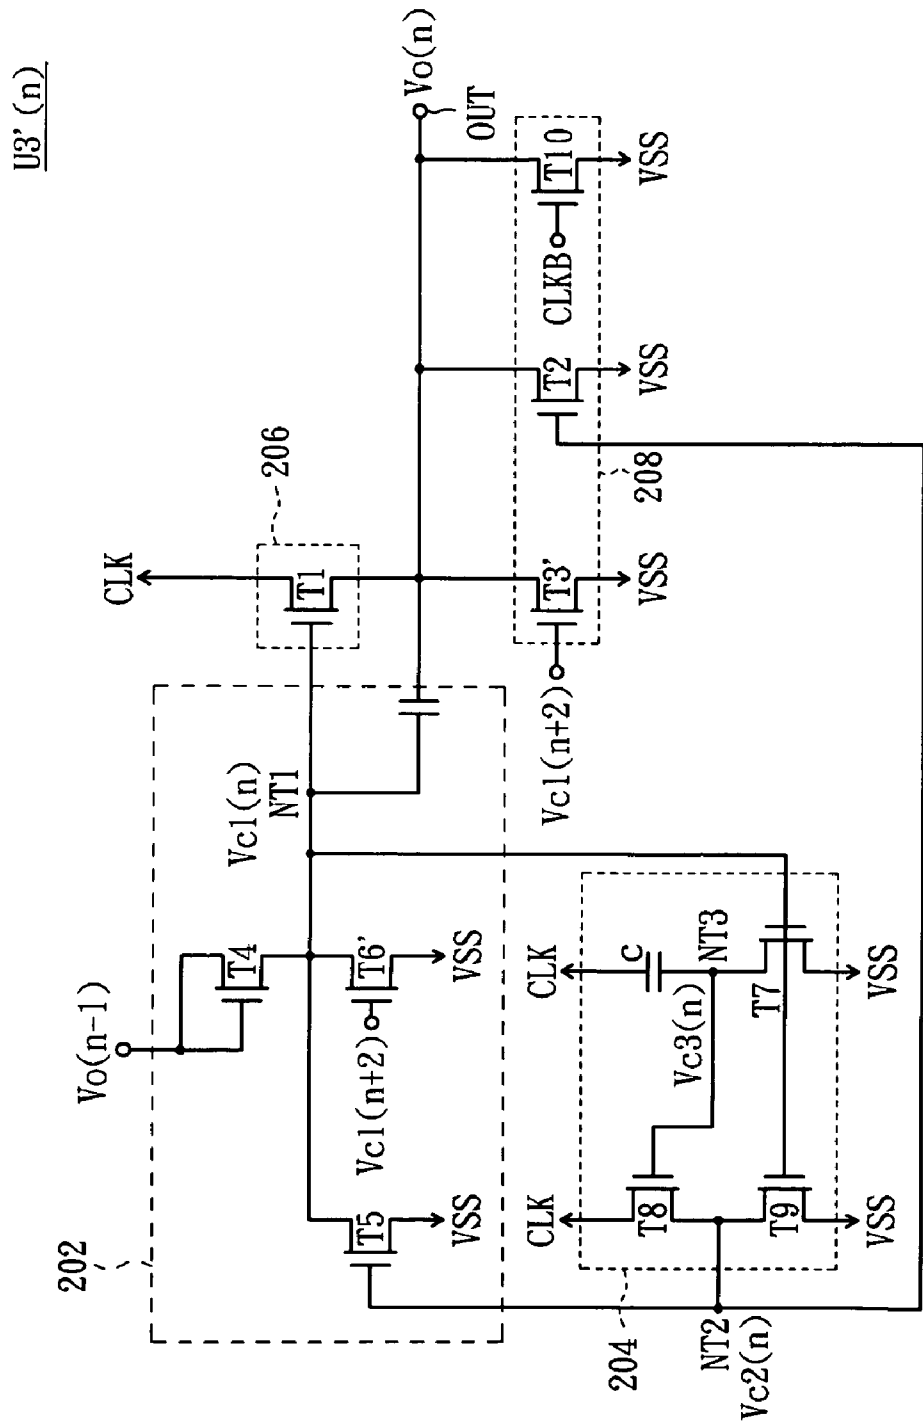 U3'(n)
Vo(n-1)
CLK
206
T1
202
T4
Vc1(n)
NT1
Vo(n)
OUT
T5
T6'
Vc1(n+2)
VSS
VSS
Vc1(n+2)
T3'
T2
CLKB
T10
VSS
VSS
VSS
208
CLK
CLK
C
Vc3(n)
NT3
T8
T7
T9
VSS
VSS
204
NT2
Vc2(n)